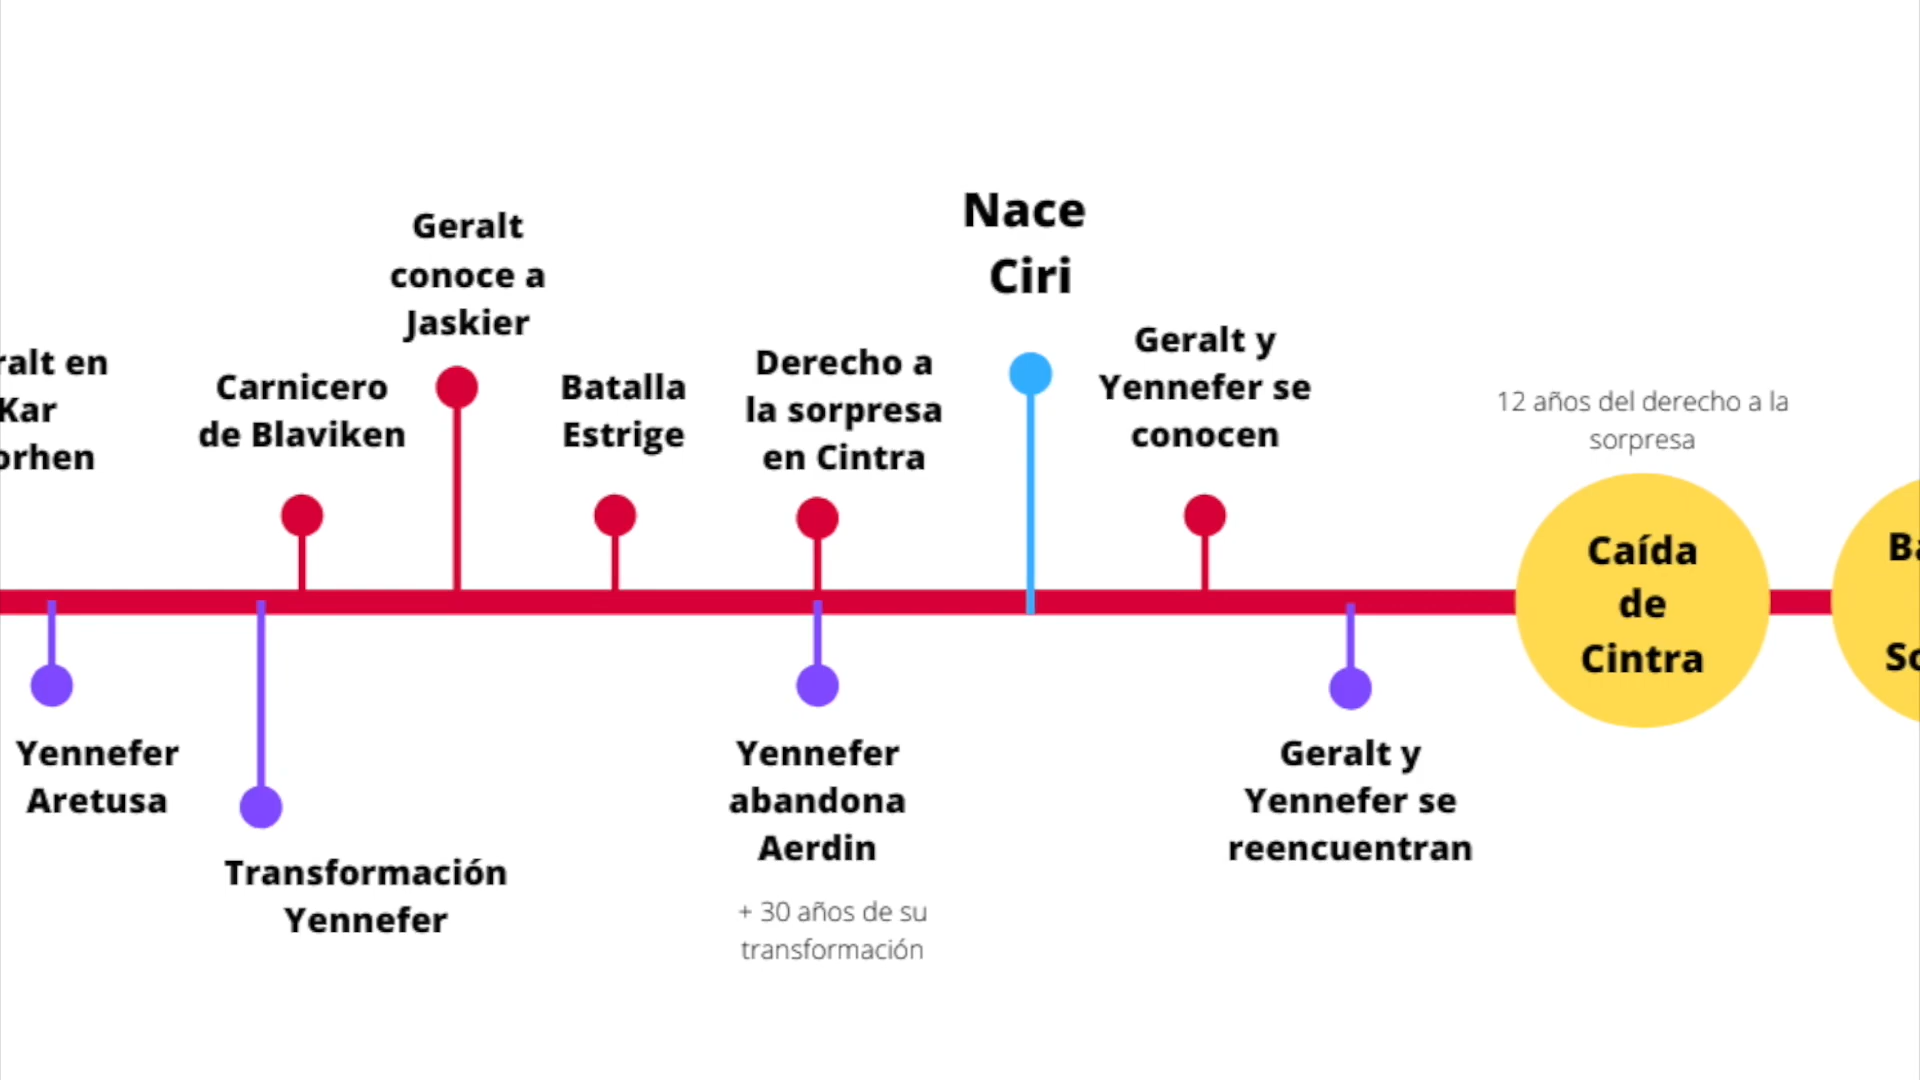 ralt en
Kar
orhen
Carnicero
de Blaviken
Geralt
conoce a
Jaskier
Batalla
Estrige
Derecho a
la sorpresa
en Cintra
Nace
Ciri
Geralt y
Yennefer se
conocen
12 años del derecho a la
sorpresa
Caída
de
Cintra
Ba
So
Yennefer
Aretusa
Transformación
Yennefer
Yennefer
abandona
Aerdin
+ 30 años de su
transformación
Geralt y
Yennefer se
reencuentran